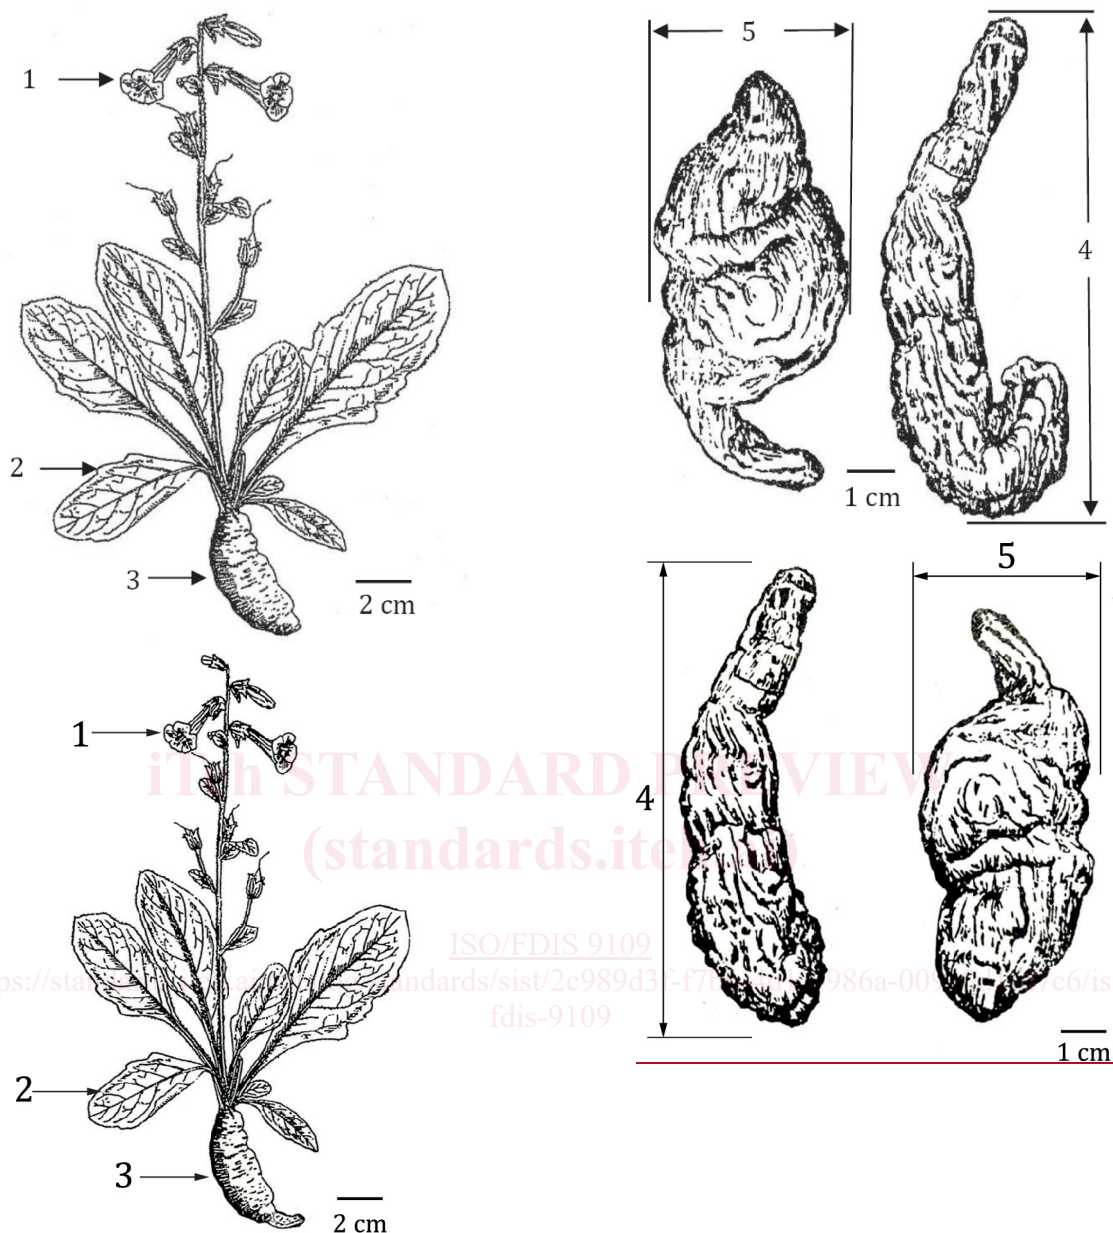 5
1
4
2
1 cm
3
2 cm
5
1
iTeh STANDARD PREVIEW
4
(standards.iteh.ai)
ISO/FDIS 9109
fdis-9109
1 cm
2
3
2 cm